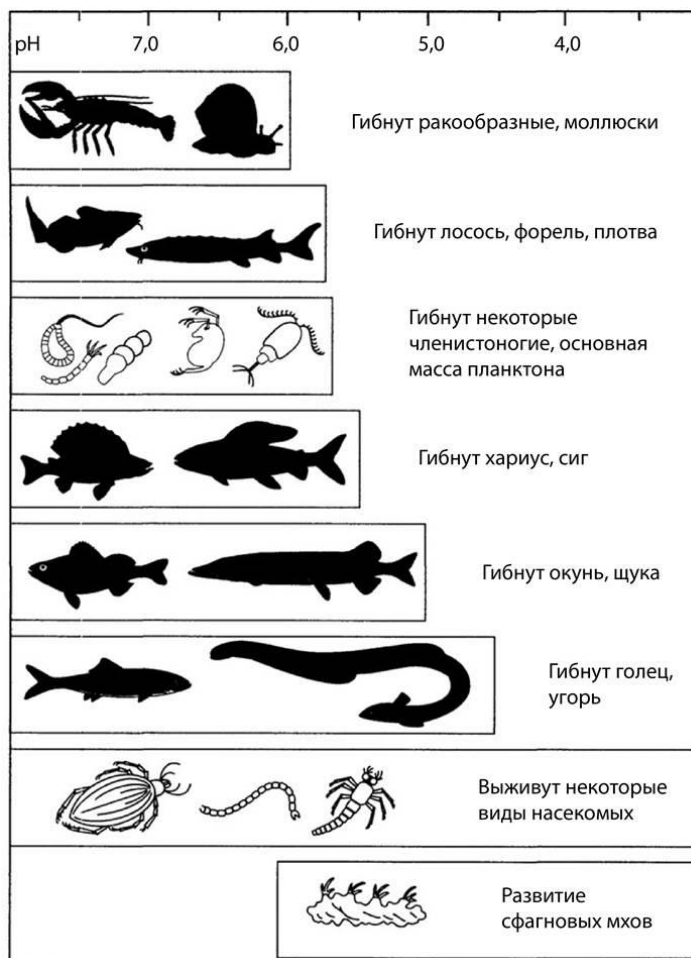 pH 7,0 6,0 5,0 4,0
Гибнут ракообразные, моллюски
Гибнут лосось, форель, плотва
Гибнут некоторые
членистоногие, основная
масса планктона
Гибнут хариус, сиг
Гибнут окунь, щука
Гибнут голец,
угорь
Выживут некоторые
виды насекомых
Развитие
сфагновых мхов